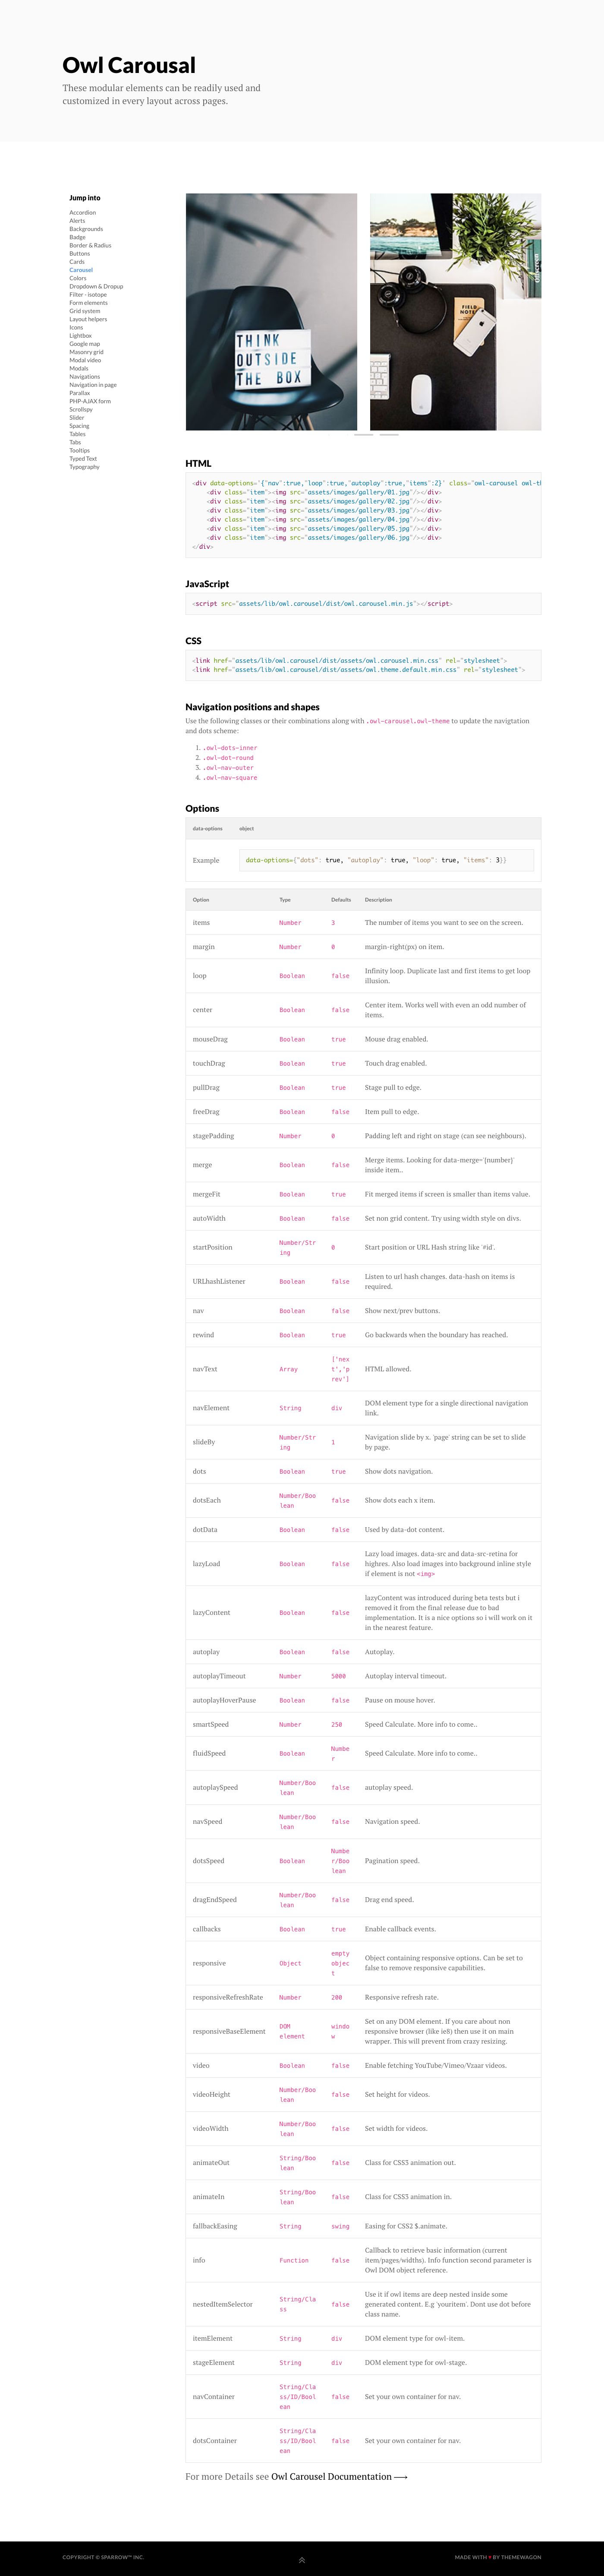 Owl Carousal
These modular elements can be readily used and
customized in every layout across pages.
Jump into
Accordion
Alerts
Backgrounds
Badge
Border & Radius
Buttons
Cards
Carousel
Colors
Dropdown & Dropup
Filter - isotope
Form elements
Grid system
Layout helpers
Icons
Lightbox
Google map
Masonry grid
Modal video
Modals
Navigations
Navigation in page
Parallax
PHP-AJAX form
Scrollspy
Slider
Spacing
Tables
Tabs
Tooltips
Typed Text
Typography
THINK
OUTSIDE
THE BOX
FIELD
NOTES
HTML
<div data-options='{"nav":true,"loop":true,"autoplay":true,"items":2}' class="owl-carousel owl-th
<div class="item"><img src="assets/images/gallery/01.jpg"/></div>
<div class="item"><img src="assets/images/gallery/02.jpg"/></div>
<div class="item"><img src="assets/images/gallery/03.jpg"/></div>
<div class="item"><img src="assets/images/gallery/04.jpg"/></div>
<div class="item"><img src="assets/images/gallery/05.jpg"/></div>
<div class="item"><img src="assets/images/gallery/06.jpg"/></div>
</div>
JavaScript
<script src="assets/lib/owl.carousel/dist/owl.carousel.min.js"></script>
CSS
<link href="assets/lib/owl.carousel/dist/assets/owl.carousel.min.css" rel="stylesheet">
<link href="assets/lib/owl.carousel/dist/assets/owl.theme.default.min.css" rel="stylesheet">
Navigation positions and shapes
Use the following classes or their combinations along with .owl-carousel.owl-theme to update the navigtation
and dots scheme:
1. .owl-dots-inner
2. .owl-dot-round
3. .owl-nav-outer
4. .owl-nav-square
Options
data-options object
Example data-options={"dots": true, "autoplay": true, "loop": true, "items": 3}}
Option Type Defaults Description
items Number 3 The number of items you want to see on the screen.
margin Number 0 margin-right(px) on item.
loop Boolean false Infinity loop. Duplicate last and first items to get loop
illusion.
center Boolean false Center item. Works well with even an odd number of
items.
mouseDrag Boolean true Mouse drag enabled.
touchDrag Boolean true Touch drag enabled.
pullDrag Boolean true Stage pull to edge.
freeDrag Boolean false Item pull to edge.
stagePadding Number 0 Padding left and right on stage (can see neighbours).
merge Boolean false Merge items. Looking for data-merge='{number}'
inside item..
mergeFit Boolean true Fit merged items if screen is smaller than items value.
autoWidth Boolean false Set non grid content. Try using width style on divs.
startPosition Number/Str
ing 0 Start position or URL Hash string like '#id'.
URLhashListener Boolean false Listen to url hash changes. data-hash on items is
required.
nav Boolean false Show next/prev buttons.
rewind Boolean true Go backwards when the boundary has reached.
navText Array ['nex
t','p
rev'] HTML allowed.
navElement String div DOM element type for a single directional navigation
link.
slideBy Number/Str
ing 1 Navigation slide by x. 'page' string can be set to slide
by page.
dots Boolean true Show dots navigation.
dotsEach Number/Boo
lean false Show dots each x item.
dotData Boolean false Used by data-dot content.
lazyLoad Boolean false Lazy load images. data-src and data-src-retina for
highres. Also load images into background inline style
if element is not <img>
lazyContent Boolean false lazyContent was introduced during beta tests but i
removed it from the final release due to bad
implementation. It is a nice options so i will work on it
in the nearest feature.
autoplay Boolean false Autoplay.
autoplayTimeout Number 5000 Autoplay interval timeout.
autoplayHoverPause Boolean false Pause on mouse hover.
smartSpeed Number 250 Speed Calculate. More info to come..
fluidSpeed Boolean Numbe
r Speed Calculate. More info to come..
autoplaySpeed Number/Boo
lean false autoplay speed.
navSpeed Number/Boo
lean false Navigation speed.
dotsSpeed Boolean Numbe
r/Boo
lean Pagination speed.
dragEndSpeed Number/Boo
lean false Drag end speed.
callbacks Boolean true Enable callback events.
responsive Object empty
objec
t Object containing responsive options. Can be set to
false to remove responsive capabilities.
responsiveRefreshRate Number 200 Responsive refresh rate.
responsiveBaseElement DOM
element windo
w Set on any DOM element. If you care about non
responsive browser (like ie8) then use it on main
wrapper. This will prevent from crazy resizing.
video Boolean false Enable fetching YouTube/Vimeo/Vzaar videos.
videoHeight Number/Boo
lean false Set height for videos.
videoWidth Number/Boo
lean false Set width for videos.
animateOut String/Boo
lean false Class for CSS3 animation out.
animateIn String/Boo
lean false Class for CSS3 animation in.
fallbackEasing String swing Easing for CSS2 $.animate.
info Function false Callback to retrieve basic information (current
item/pages/widths). Info function second parameter is
Owl DOM object reference.
nestedItemSelector String/Cla
ss false Use it if owl items are deep nested inside some
generated content. E.g 'youritem'. Dont use dot before
class name.
itemElement String div DOM element type for owl-item.
stageElement String div DOM element type for owl-stage.
navContainer String/Cla
ss/ID/Bool
ean false Set your own container for nav.
dotsContainer String/Cla
ss/ID/Bool
ean false Set your own container for nav.
For more Details see Owl Carousel Documentation ⟶
COPYRIGHT © SPARROW™ INC.
MADE WITH ♥ BY THEMEWAGON